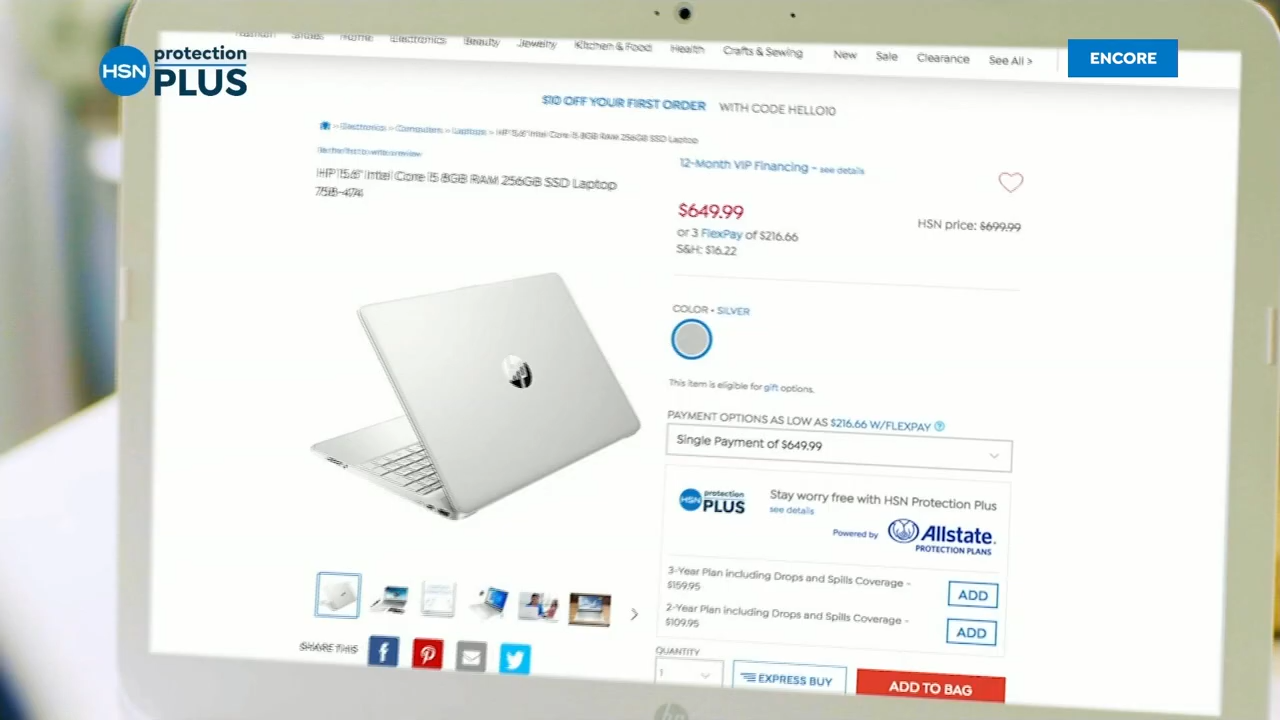 HSN protection PLUS
ENCORE
Fashion Shoes Home Electronics Beauty Jewelry Kitchen & Food Health Crafts & Sewing New Sale Clearance See All >
$10 OFF YOUR FIRST ORDER WITH CODE HELLO10
> Electronics > Computers > Laptops > HP 15.6" Intel Core i5 8GB RAM 256GB SSD Laptop
Be the first to write a review
HP 15.6" Intel Core i5 8GB RAM 256GB SSD Laptop
758-474
12-Month VIP Financing - see details
$649.99
HSN price: $699.99
or 3 FlexPay of $216.66
S&H: $16.22
COLOR • SILVER
This item is eligible for gift options.
PAYMENT OPTIONS AS LOW AS $216.66 W/FLEXPAY ?
Single Payment of $649.99
HSN protection PLUS
Stay worry free with HSN Protection Plus
see details
Powered by Allstate.
PROTECTION PLANS
3-Year Plan including Drops and Spills Coverage -
$159.95
ADD
2-Year Plan including Drops and Spills Coverage -
$109.95
ADD
SHARE THIS
QUANTITY
1
EXPRESS BUY
ADD TO BAG
hp